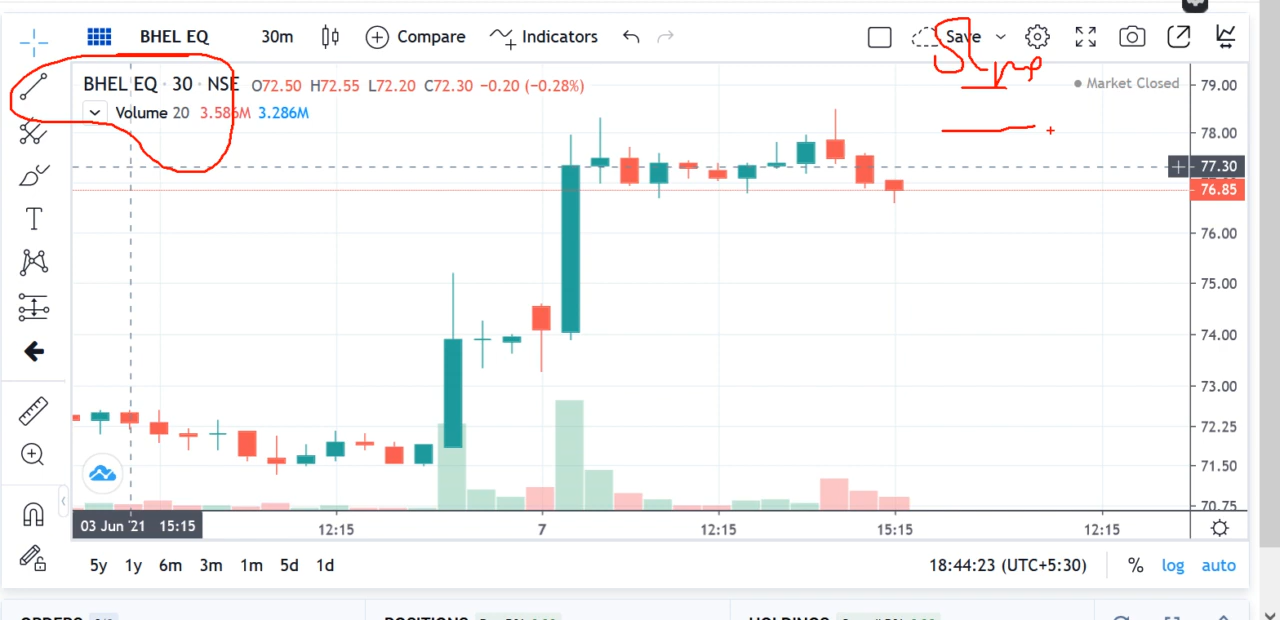 BHEL EQ 30m Compare Indicators Save
BHEL EQ · 30 · NSE O72.50 H72.55 L72.20 C72.30 −0.20 (−0.28%)
Market Closed
Volume 20 3.586M 3.286M
79.00
78.00
77.30
76.85
76.00
75.00
74.00
73.00
72.25
71.50
70.75
03 Jun '21 15:15 12:15 7 12:15 15:15 12:15
5y 1y 6m 3m 1m 5d 1d 18:44:23 (UTC+5:30) % log auto
ORDERS POSITIONS HOLDINGS